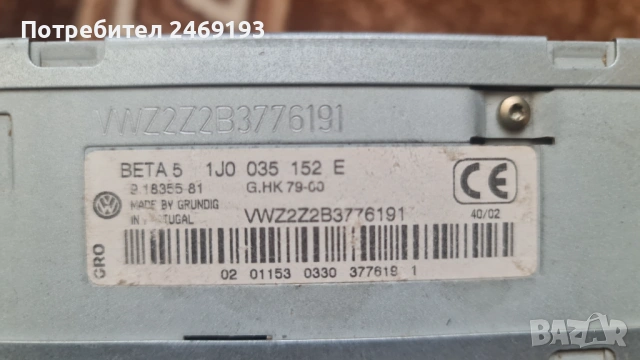 Потребител 2469193
VWZ2Z2B3776191
BETA 5 1J0 035 152 E
9.18355-81 G.HK 79-00
MADE BY GRUNDIG
IN PORTUGAL
VWZ2Z2B3776191
CE
40/02
GRO
02 01153 0330 377619 1
BAZAR